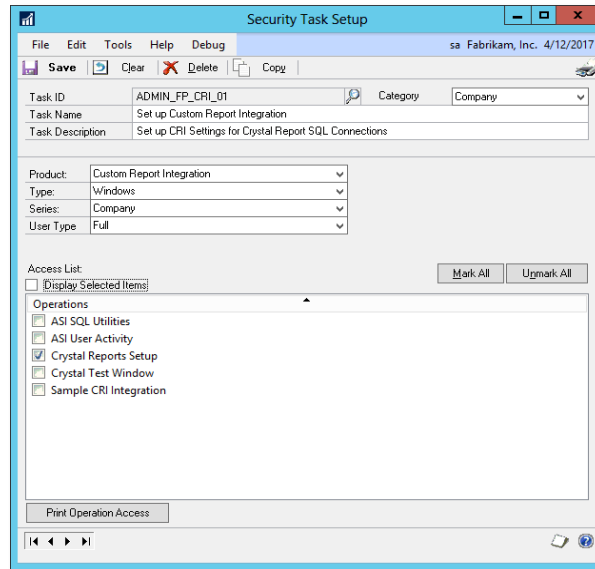 Security Task Setup
File Edit Tools Help Debug sa Fabrikam, Inc. 4/12/2017
Save Clear Delete Copy
Task ID ADMIN_FP_CRI_01 Category Company
Task Name Set up Custom Report Integration
Task Description Set up CRI Settings for Crystal Report SQL Connections
Product: Custom Report Integration
Type: Windows
Series: Company
User Type Full
Access List: Mark All Unmark All
Display Selected Items
Operations
ASI SQL Utilities
ASI User Activity
Crystal Reports Setup
Crystal Test Window
Sample CRI Integration
Print Operation Access